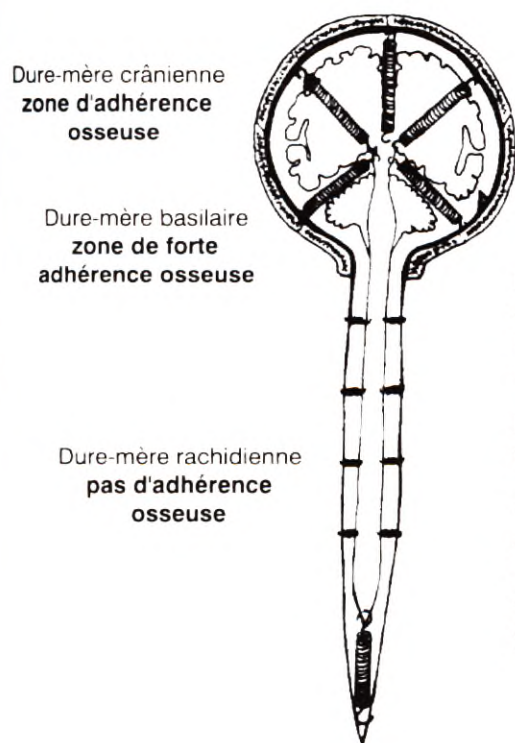 Dure-mère crânienne
zone d'adhérence
osseuse
Dure-mère basilaire
zone de forte
adhérence osseuse
Dure-mère rachidienne
pas d'adhérence
osseuse